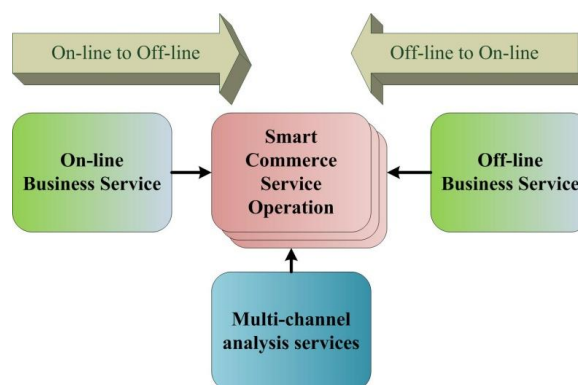 On-line to Off-line
Off-line to On-line
On-line
Business Service
Smart
Commerce
Service
Operation
Off-line
Business Service
Multi-channel
analysis services